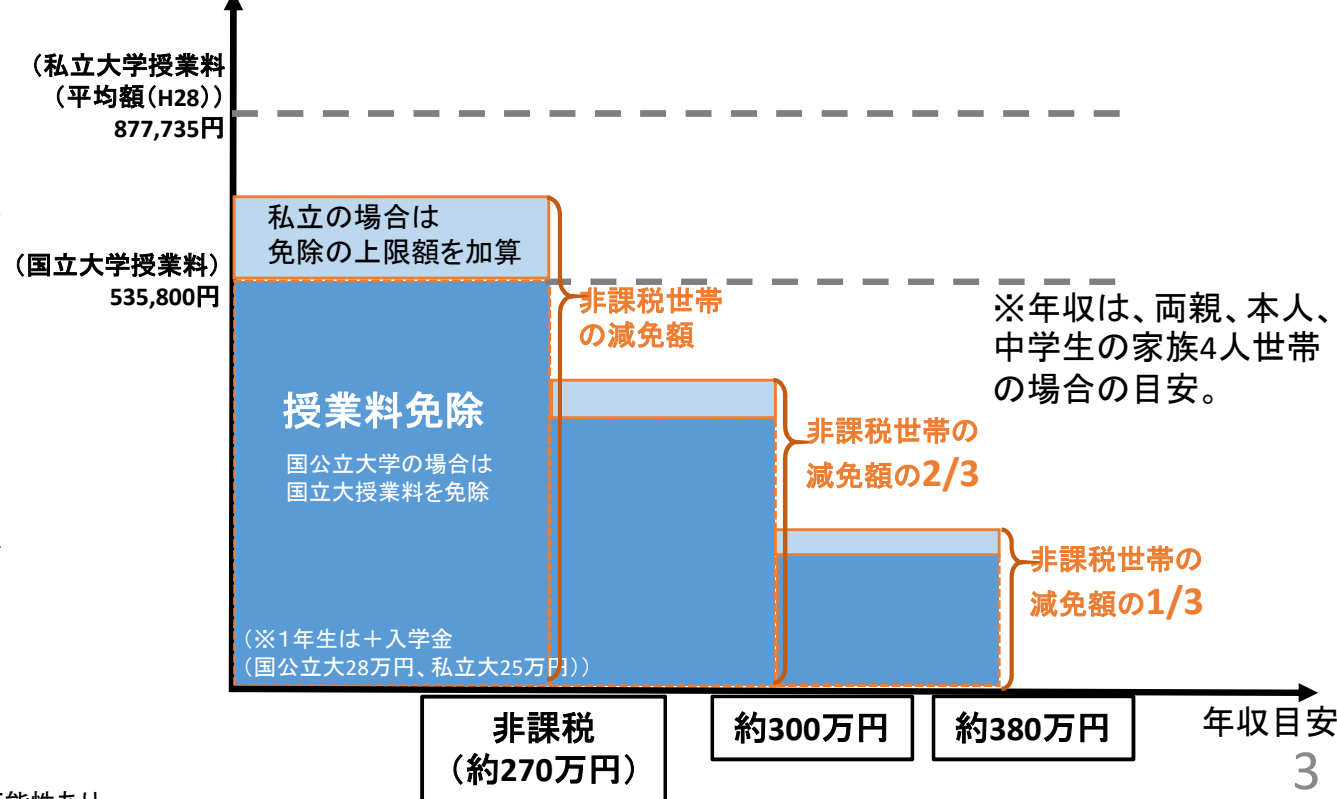 （私立大学授業料
（平均額（H28））
877,735円
私立の場合は
免除の上限額を加算
（国立大学授業料）
535,800円
非課税世帯
の減免額
※年収は、両親、本人、
中学生の家族4人世帯
の場合の目安。
授業料免除
国公立大学の場合は
国立大授業料を免除
非課税世帯の
減免額の2/3
非課税世帯の
減免額の1/3
（※１年生は＋入学金
（国公立大28万円、私立大25万円））
非課税
（約270万円）
約300万円
約380万円
年収目安
3